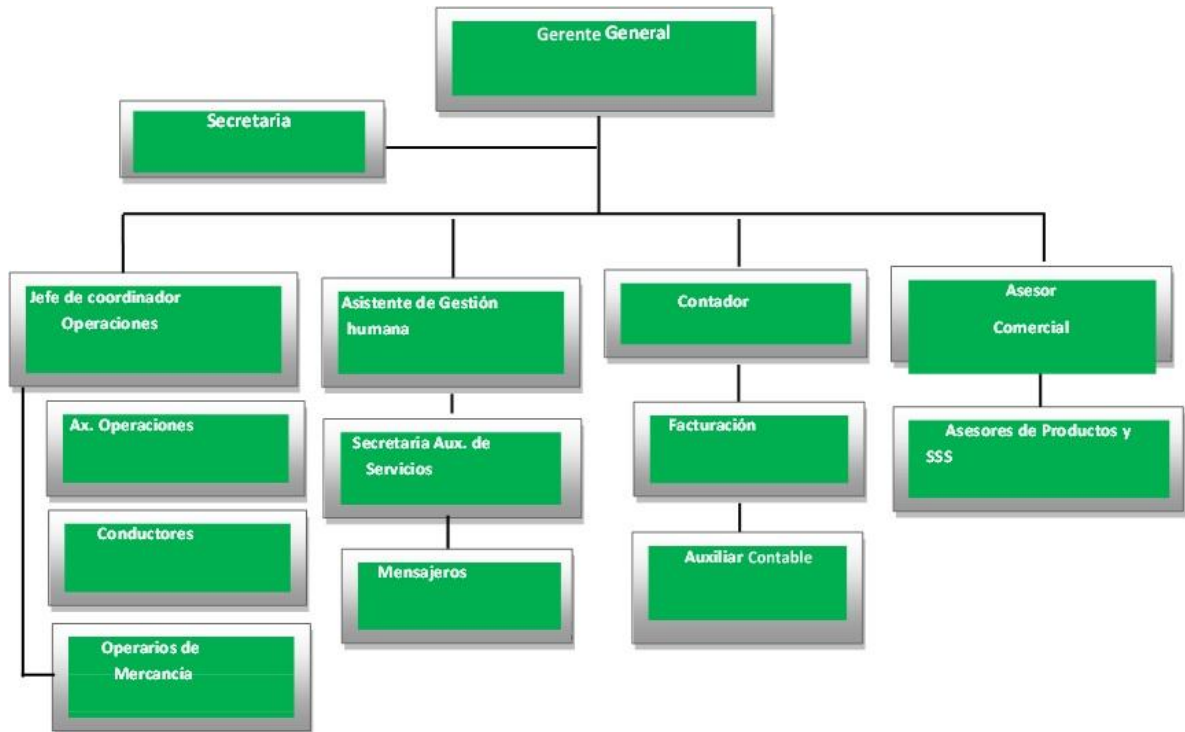 Gerente General
Secretaria
Jefe de coordinador
Operaciones
Asistente de Gestión
humana
Contador
Asesor
Comercial
Ax. Operaciones
Secretaria Aux. de
Servicios
Facturación
Asesores de Productos y
SSS
Conductores
Mensajeros
Auxiliar Contable
Operarios de
Mercancía